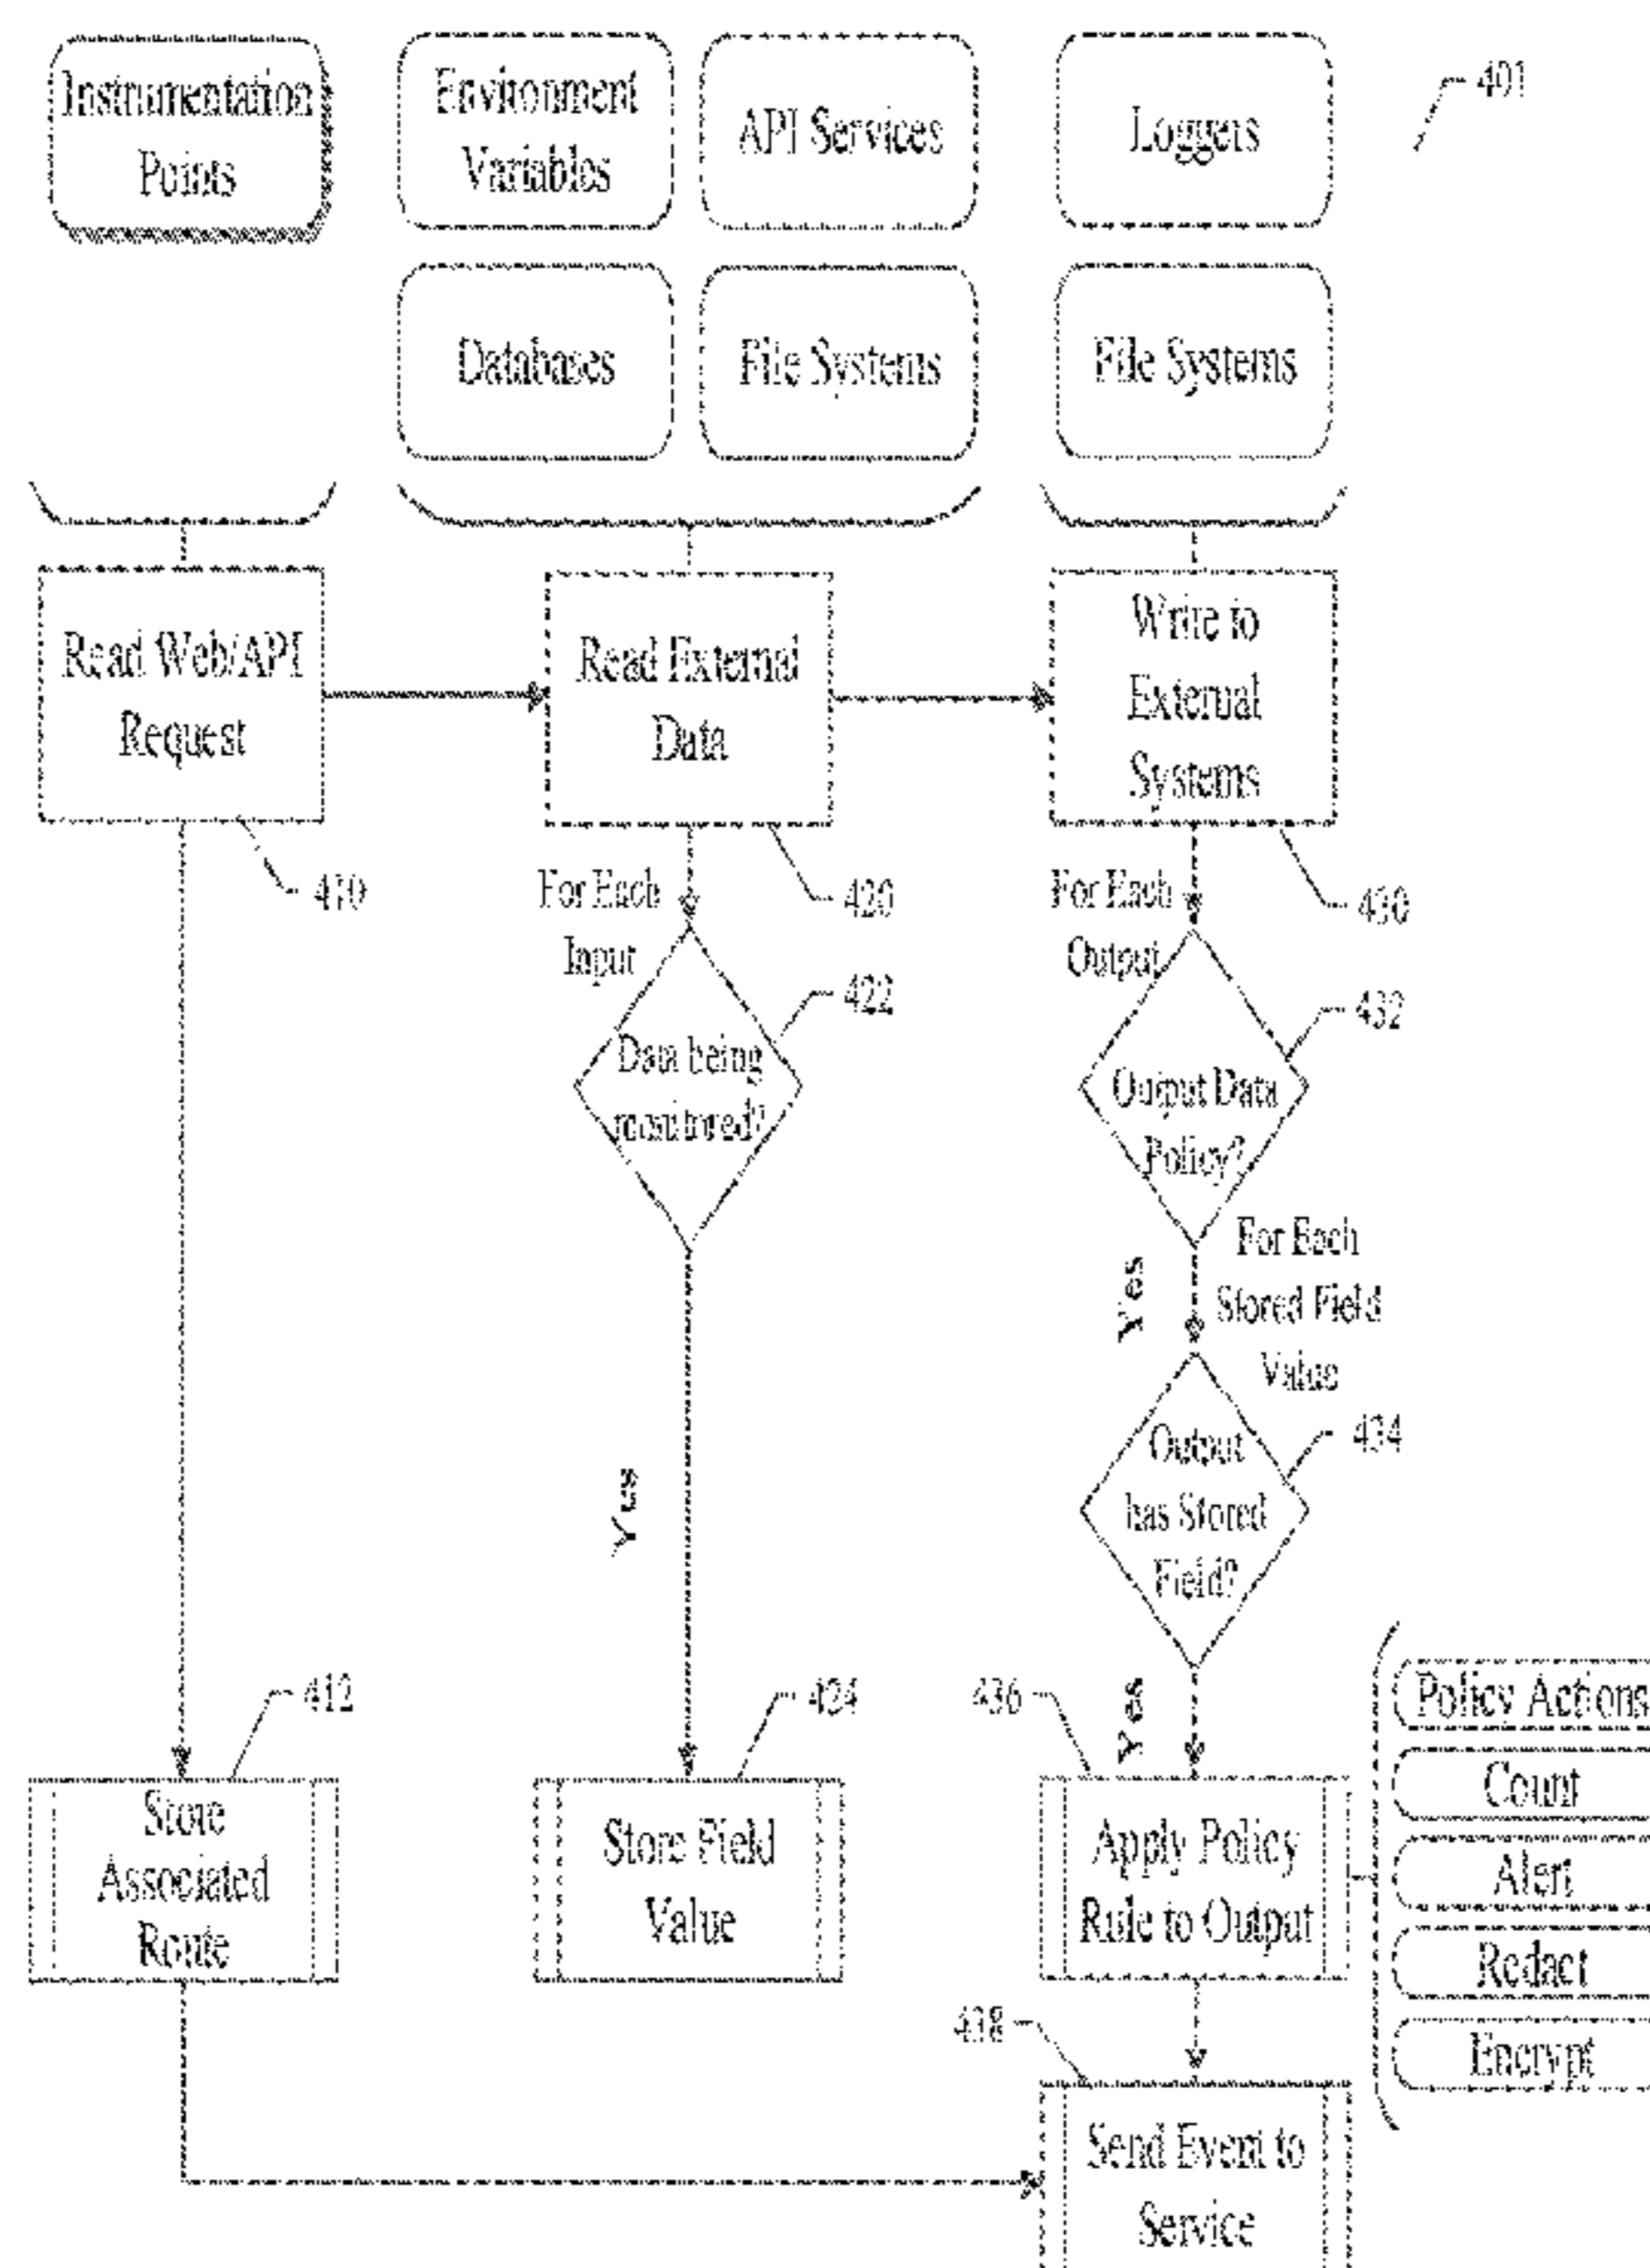 Instrumentation
Points
Environment
Variables
API Services
Loggers
401
Databases
File Systems
File Systems
Read Web/API
Request
Read External
Data
Write to
External
Systems
410
For Each
Input
420
For Each
Output
430
422
432
Data being
monitored?
Output Data
Policy?
Yes
For Each
Stored Field
Value
434
Output
has Stored
Field?
Yes
412
424
436
Yes
Store
Associated
Route
Store Field
Value
Apply Policy
Rule to Output
Policy Actions
Count
Alert
Redact
Encrypt
438
Send Event to
Service